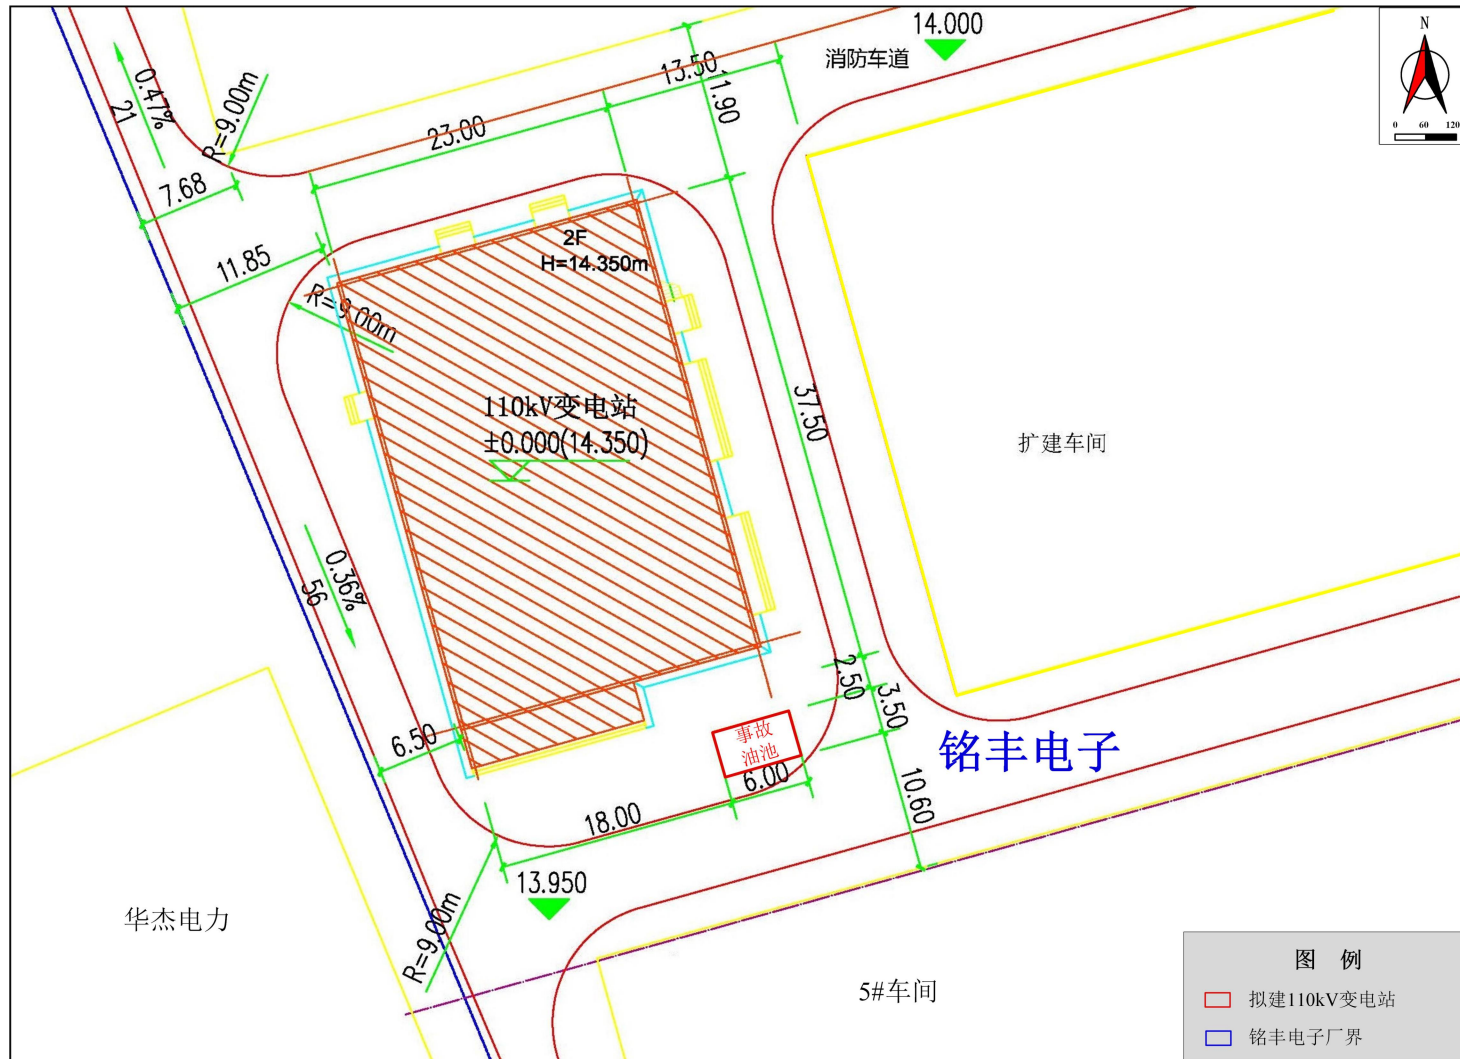 14.000
N
消防车道
13.50
11.90
0.47%
21
R=9.00m
23.00
0 60 120
7.68
11.85
2F
H=14.350m
R=9.00m
110kV变电站
±0.000(14.350)
37.50
扩建车间
0.36%
56
2.50
3.50
6.50
事故
油池
铭丰电子
6.00
10.60
18.00
13.950
华杰电力
R=9.00m
5#车间
图 例
拟建110kV变电站
铭丰电子厂界